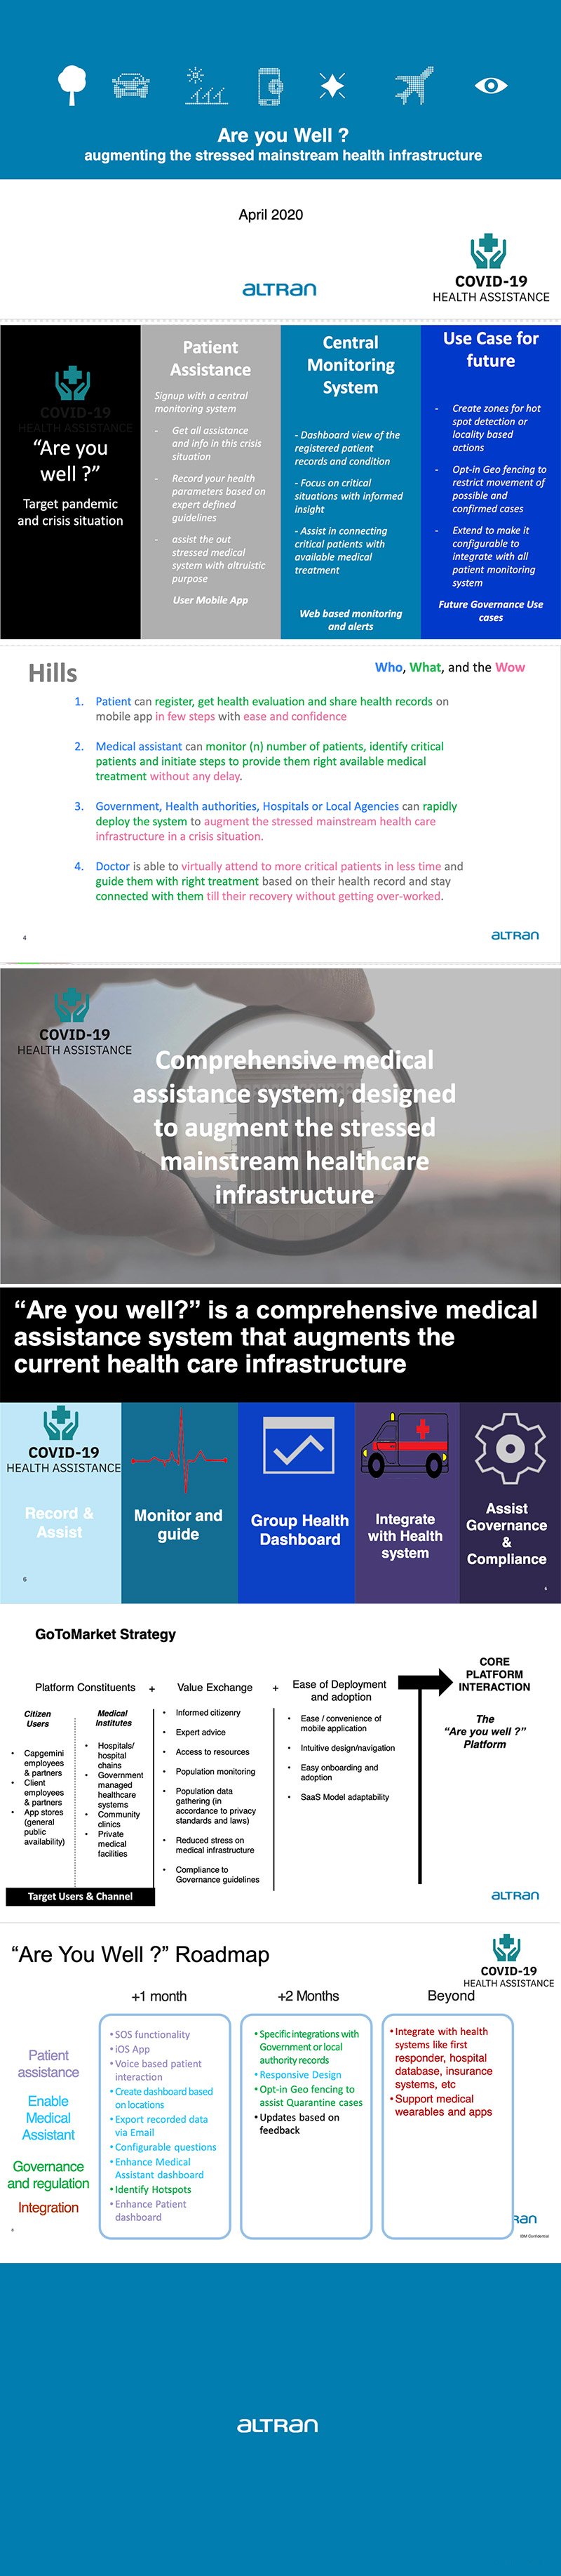 Are you Well ?
augmenting the stressed mainstream health infrastructure
April 2020
altran
COVID-19
HEALTH ASSISTANCE
COVID-19
HEALTH ASSISTANCE
“Are you
well ?”
Target pandemic
and crisis situation
Patient
Assistance
Signup with a central
monitoring system
- Get all assistance
and info in this crisis
situation
- Record your health
parameters based on
expert defined
guidelines
- assist the out
stressed medical
system with altruistic
purpose
User Mobile App
Central
Monitoring
System
- Dashboard view of the
registered patient
records and condition
- Focus on critical
situations with informed
insight
- Assist in connecting
critical patients with
available medical
treatment
Web based monitoring
and alerts
Use Case for
future
- Create zones for hot
spot detection or
locality based
actions
- Opt-in Geo fencing to
restrict movement of
possible and
confirmed cases
- Extend to make it
configurable to
integrate with all
patient monitoring
system
Future Governance Use
cases
Hills
Who, What, and the Wow
1. Patient can register, get health evaluation and share health records on
mobile app in few steps with ease and confidence
2. Medical assistant can monitor (n) number of patients, identify critical
patients and initiate steps to provide them right available medical
treatment without any delay.
3. Government, Health authorities, Hospitals or Local Agencies can rapidly
deploy the system to augment the stressed mainstream health care
infrastructure in a crisis situation.
4. Doctor is able to virtually attend to more critical patients in less time and
guide them with right treatment based on their health record and stay
connected with them till their recovery without getting over-worked.
4
altran
COVID-19
HEALTH ASSISTANCE
Comprehensive medical
assistance system, designed
to augment the stressed
mainstream healthcare
infrastructure
“Are you well?” is a comprehensive medical
assistance system that augments the
current health care infrastructure
COVID-19
HEALTH ASSISTANCE
Record &
Assist
Monitor and
guide
Group Health
Dashboard
Integrate
with Health
system
Assist
Governance
&
Compliance
6
6
GoToMarket Strategy
Platform Constituents + Value Exchange + Ease of Deployment
and adoption
CORE
PLATFORM
INTERACTION
The
“Are you well ?”
Platform
Citizen
Users
• Capgemini
employees
& partners
• Client
employees
& partners
• App stores
(general
public
availability)
Medical
Institutes
• Hospitals/
hospital
chains
• Government
managed
healthcare
systems
• Community
clinics
• Private
medical
facilities
• Informed citizenry
• Expert advice
• Access to resources
• Population monitoring
• Population data
gathering (in
accordance to privacy
standards and laws)
• Reduced stress on
medical infrastructure
• Compliance to
Governance guidelines
• Ease / convenience of
mobile application
• Intuitive design/navigation
• Easy onboarding and
adoption
• SaaS Model adaptability
Target Users & Channel
altran
“Are You Well ?” Roadmap
COVID-19
HEALTH ASSISTANCE
+1 month
+2 Months
Beyond
Patient
assistance
Enable
Medical
Assistant
Governance
and regulation
Integration
• SOS functionality
• iOS App
• Voice based patient
interaction
• Create dashboard based
on locations
• Export recorded data
via Email
• Configurable questions
• Enhance Medical
Assistant dashboard
• Identify Hotspots
• Enhance Patient
dashboard
• Specific integrations with
Government or local
authority records
• Responsive Design
• Opt-in Geo fencing to
assist Quarantine cases
• Updates based on
feedback
• Integrate with health
systems like first
responder, hospital
database, insurance
systems, etc
• Support medical
wearables and apps
ran
8
IBM Confidential
altran